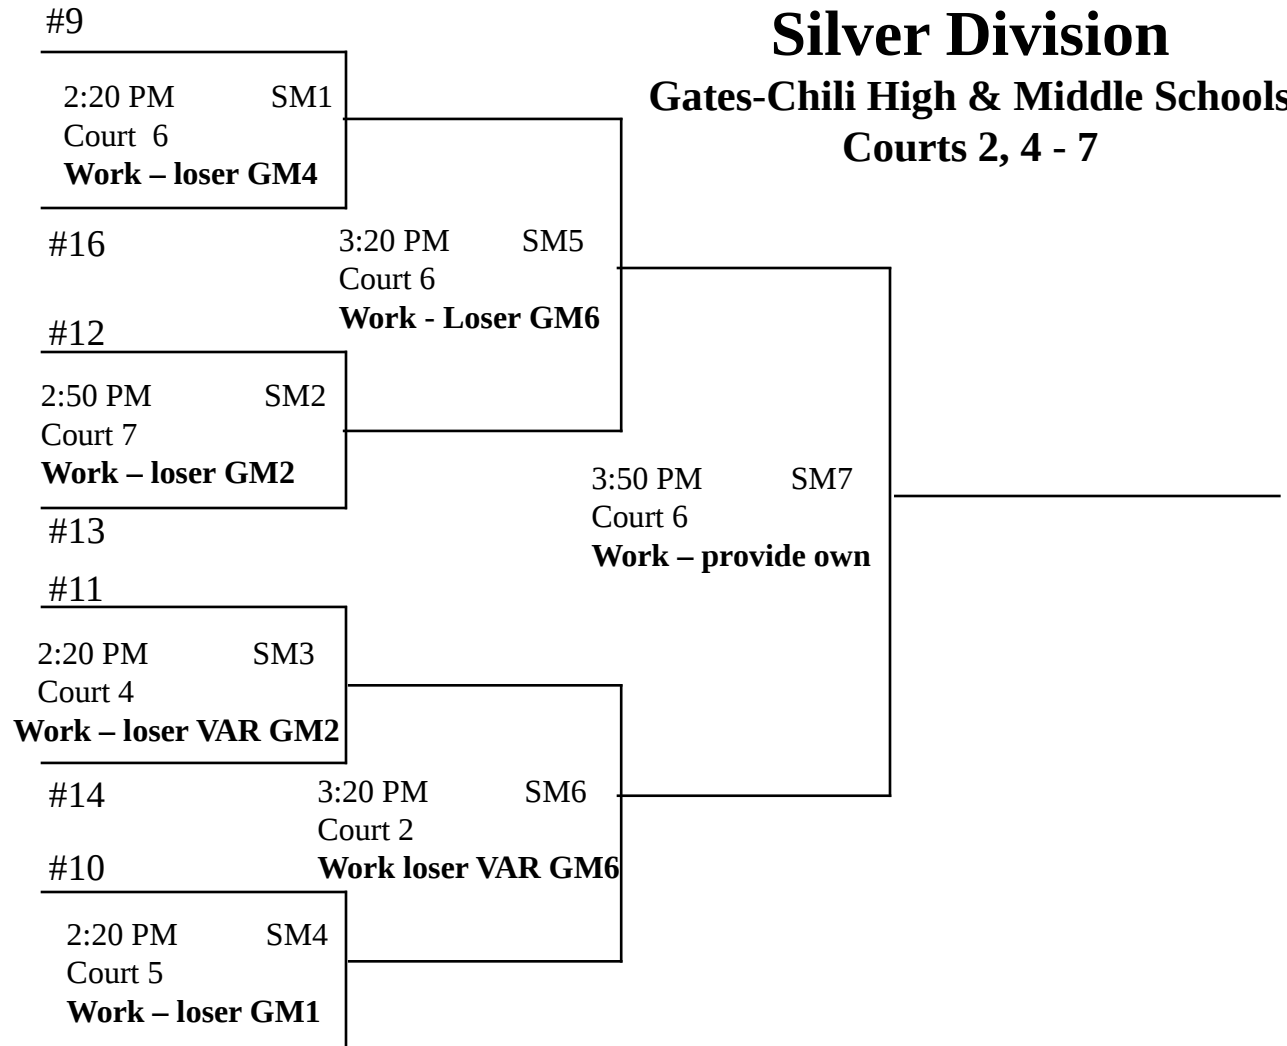 #9
Silver Division
Gates-Chili High & Middle Schools
Courts 2, 4 - 7
2:20 PM SM1
Court  6
Work – loser GM4
#16
3:20 PM SM5
Court 6
Work - Loser GM6
#12
2:50 PM SM2
Court 7
Work – loser GM2
#13
3:50 PM SM7
Court 6
Work – provide own
#11
2:20 PM SM3
Court 4
Work – loser VAR GM2
#14
3:20 PM SM6
Court 2
Work loser VAR GM6
#10
2:20 PM SM4
Court 5
Work – loser GM1